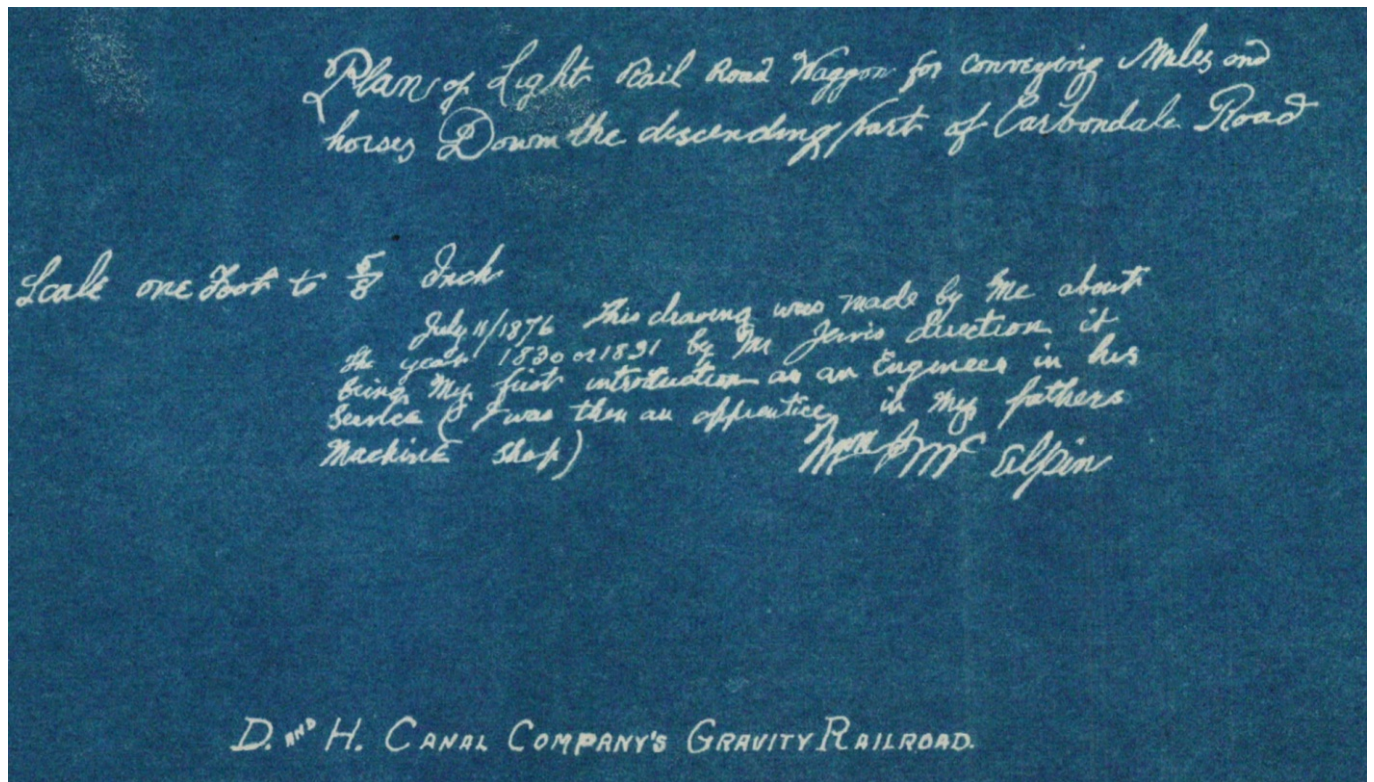 Plan of Light Rail Road Waggon for conveying Mules and
horses Down the descending part of Carbondale Road
Scale one Foot to 5/8 Inch
July 11/1876 This drawing was made by me about
the year 1830 or 1831 by Mr Jervis direction it
being my first introduction as an Engineer in his
Service (I was then an apprentice in my fathers
Machine shop)
Wm J McAlpin
D. AND H. CANAL COMPANY'S GRAVITY RAILROAD.